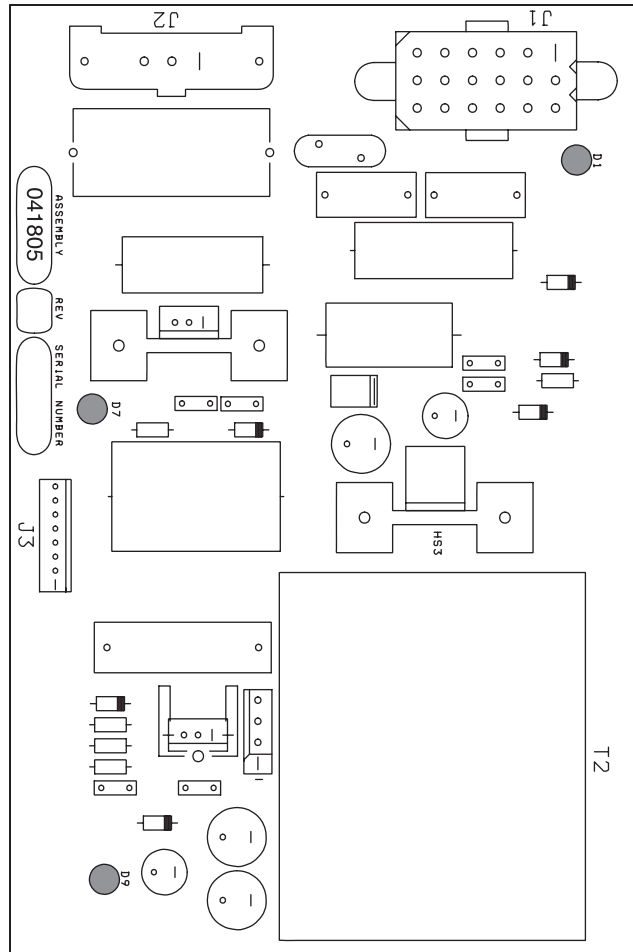 J2
J1
D1
041805
ASSEMBLY
REV
SERIAL NUMBER
D7
J3
HS3
T2
D9